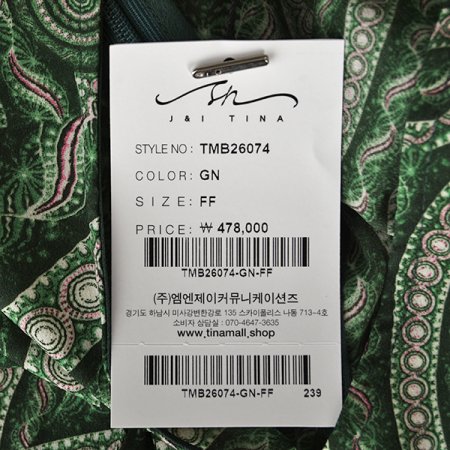 J & I TINA
STYLE NO : TMB26074
COLOR: GN
SIZE: FF
PRICE: ₩ 478,000
TMB26074-GN-FF
(주)엠엔제이커뮤니케이션즈
경기도 하남시 미사강변한강로 135 스카이폴리스 나동 713-4호
소비자 상담실 : 070-4647-3635
www.tinamall.shop
TMB26074-GN-FF 239